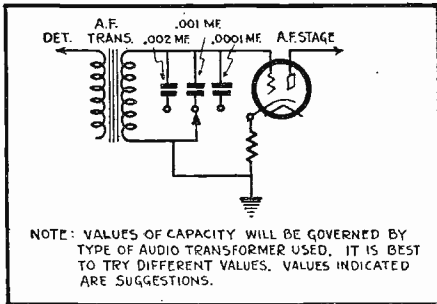 A.F.
TRANS.
DET.
.002 MF.
.001 MF.
.0001 MF.
A.F. STAGE
NOTE: VALUES OF CAPACITY WILL BE GOVERNED BY
TYPE OF AUDIO TRANSFORMER USED. IT IS BEST
TO TRY DIFFERENT VALUES. VALUES INDICATED
ARE SUGGESTIONS.